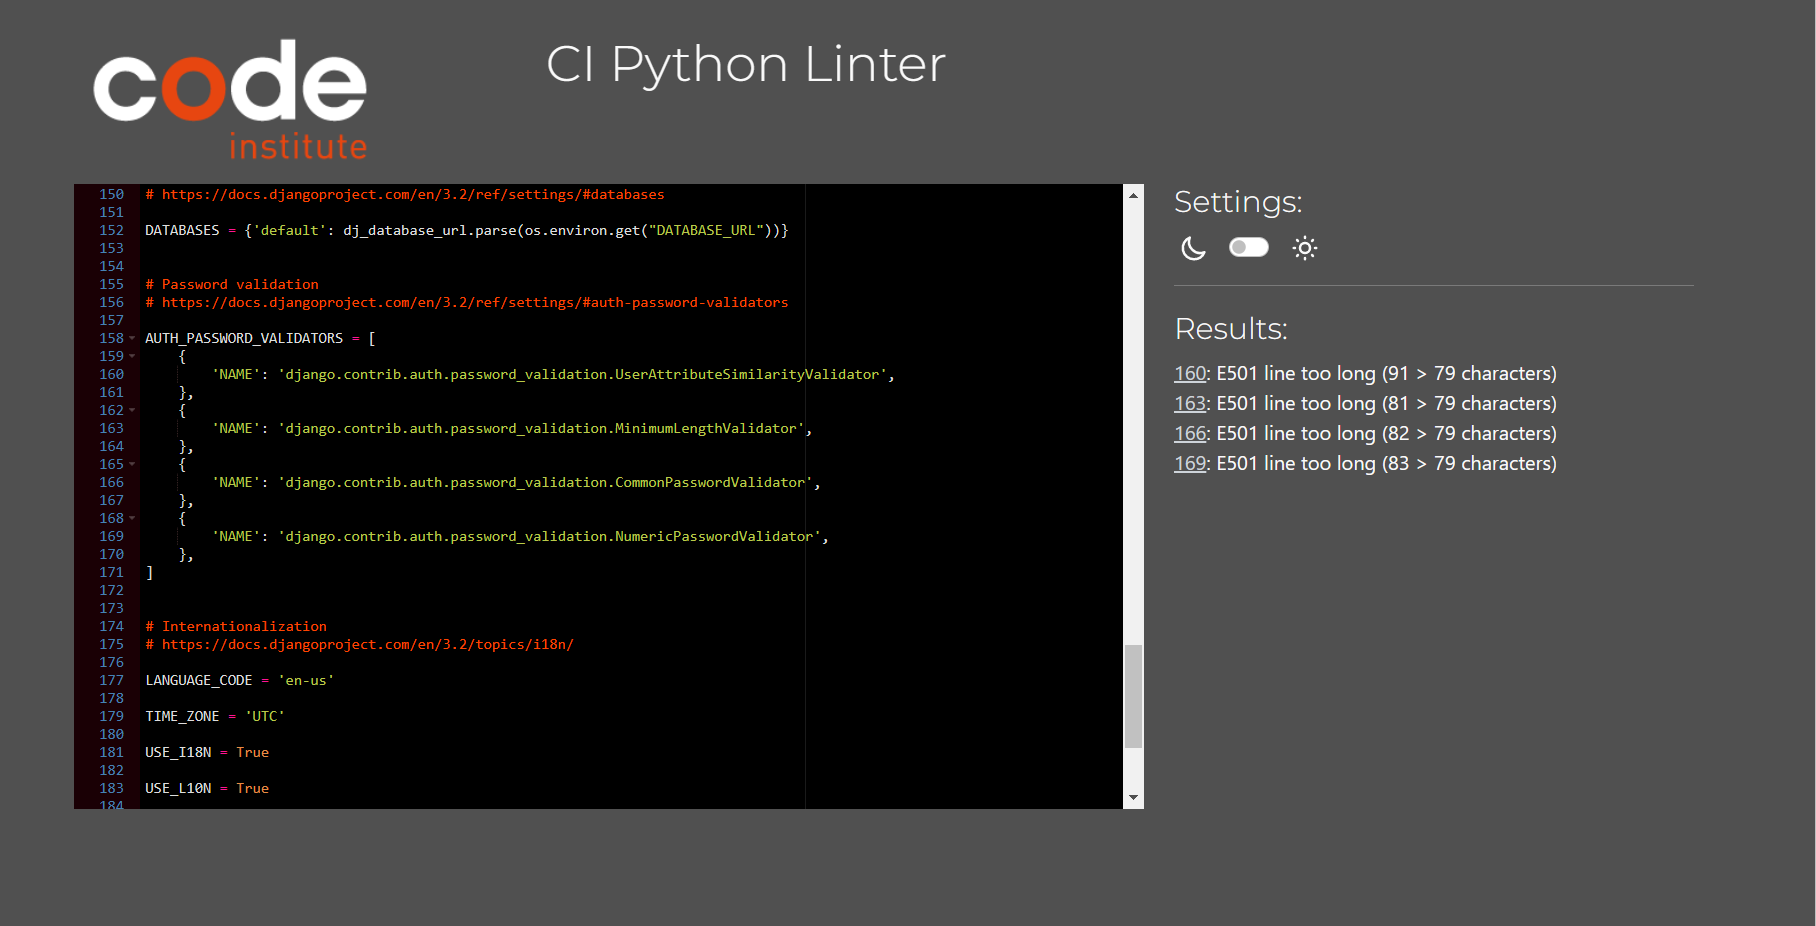 code
institute
CI Python Linter
150 # https://docs.djangoproject.com/en/3.2/ref/settings/#databases
151
152 DATABASES = {'default': dj_database_url.parse(os.environ.get("DATABASE_URL"))}
153
154
155 # Password validation
156 # https://docs.djangoproject.com/en/3.2/ref/settings/#auth-password-validators
157
158 AUTH_PASSWORD_VALIDATORS = [
159 {
160 'NAME': 'django.contrib.auth.password_validation.UserAttributeSimilarityValidator',
161 },
162 {
163 'NAME': 'django.contrib.auth.password_validation.MinimumLengthValidator',
164 },
165 {
166 'NAME': 'django.contrib.auth.password_validation.CommonPasswordValidator',
167 },
168 {
169 'NAME': 'django.contrib.auth.password_validation.NumericPasswordValidator',
170 },
171 ]
172
173
174 # Internationalization
175 # https://docs.djangoproject.com/en/3.2/topics/i18n/
176
177 LANGUAGE_CODE = 'en-us'
178
179 TIME_ZONE = 'UTC'
180
181 USE_I18N = True
182
183 USE_L10N = True
184
Settings:
Results:
160: E501 line too long (91 > 79 characters)
163: E501 line too long (81 > 79 characters)
166: E501 line too long (82 > 79 characters)
169: E501 line too long (83 > 79 characters)